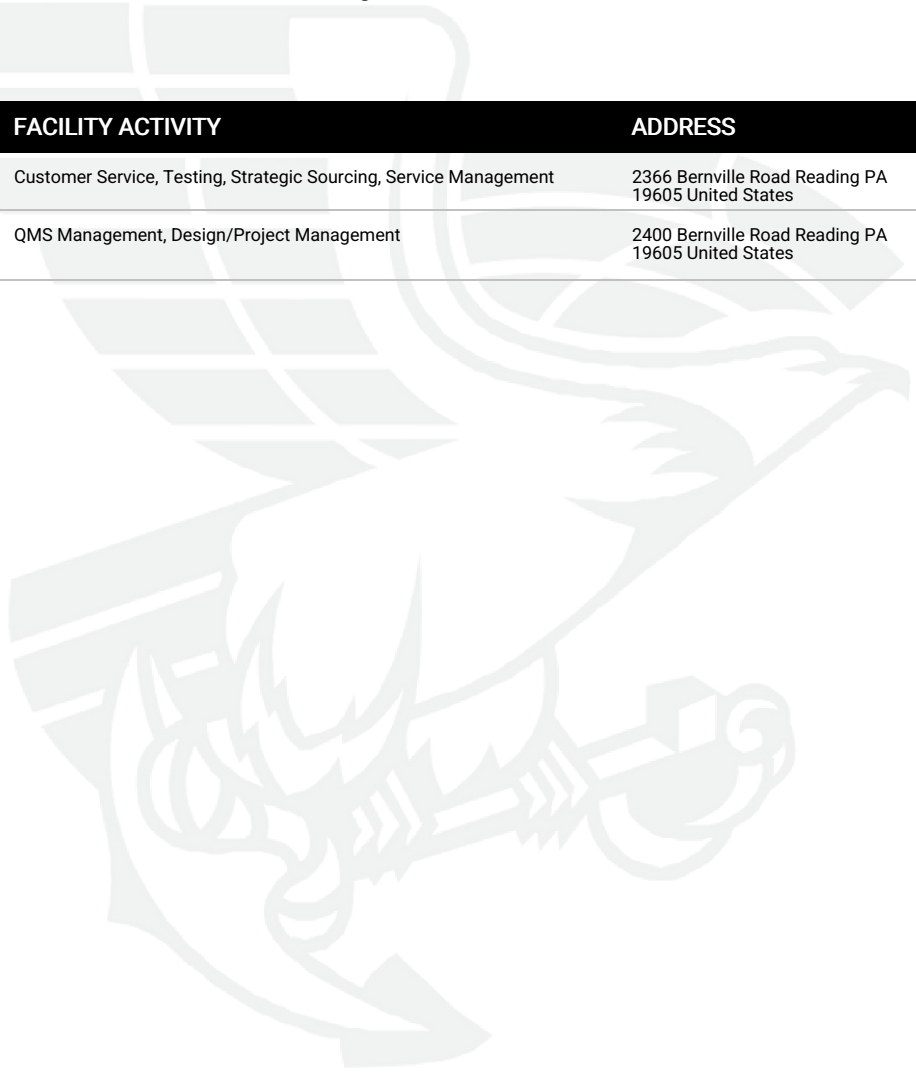 FACILITY ACTIVITY ADDRESS
Customer Service, Testing, Strategic Sourcing, Service Management 2366 Bernville Road Reading PA
19605 United States
QMS Management, Design/Project Management 2400 Bernville Road Reading PA
19605 United States